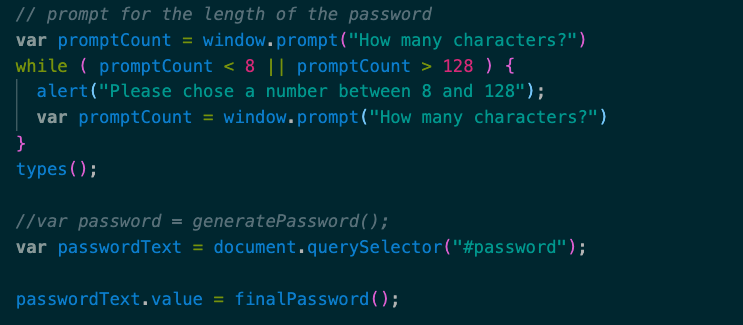 // prompt for the length of the password
var promptCount = window.prompt("How many characters?")
while ( promptCount < 8 || promptCount > 128 ) {
alert("Please chose a number between 8 and 128");
var promptCount = window.prompt("How many characters?")
}
types();
//var password = generatePassword();
var passwordText = document.querySelector("#password");
passwordText.value = finalPassword();